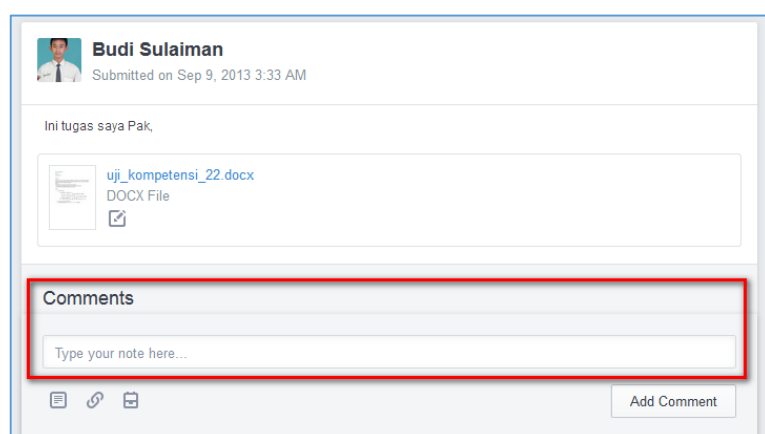 Budi Sulaiman
Submitted on Sep 9, 2013 3:33 AM
Ini tugas saya Pak,
uji_kompetensi_22.docx
DOCX File
Comments
Type your note here...
Add Comment